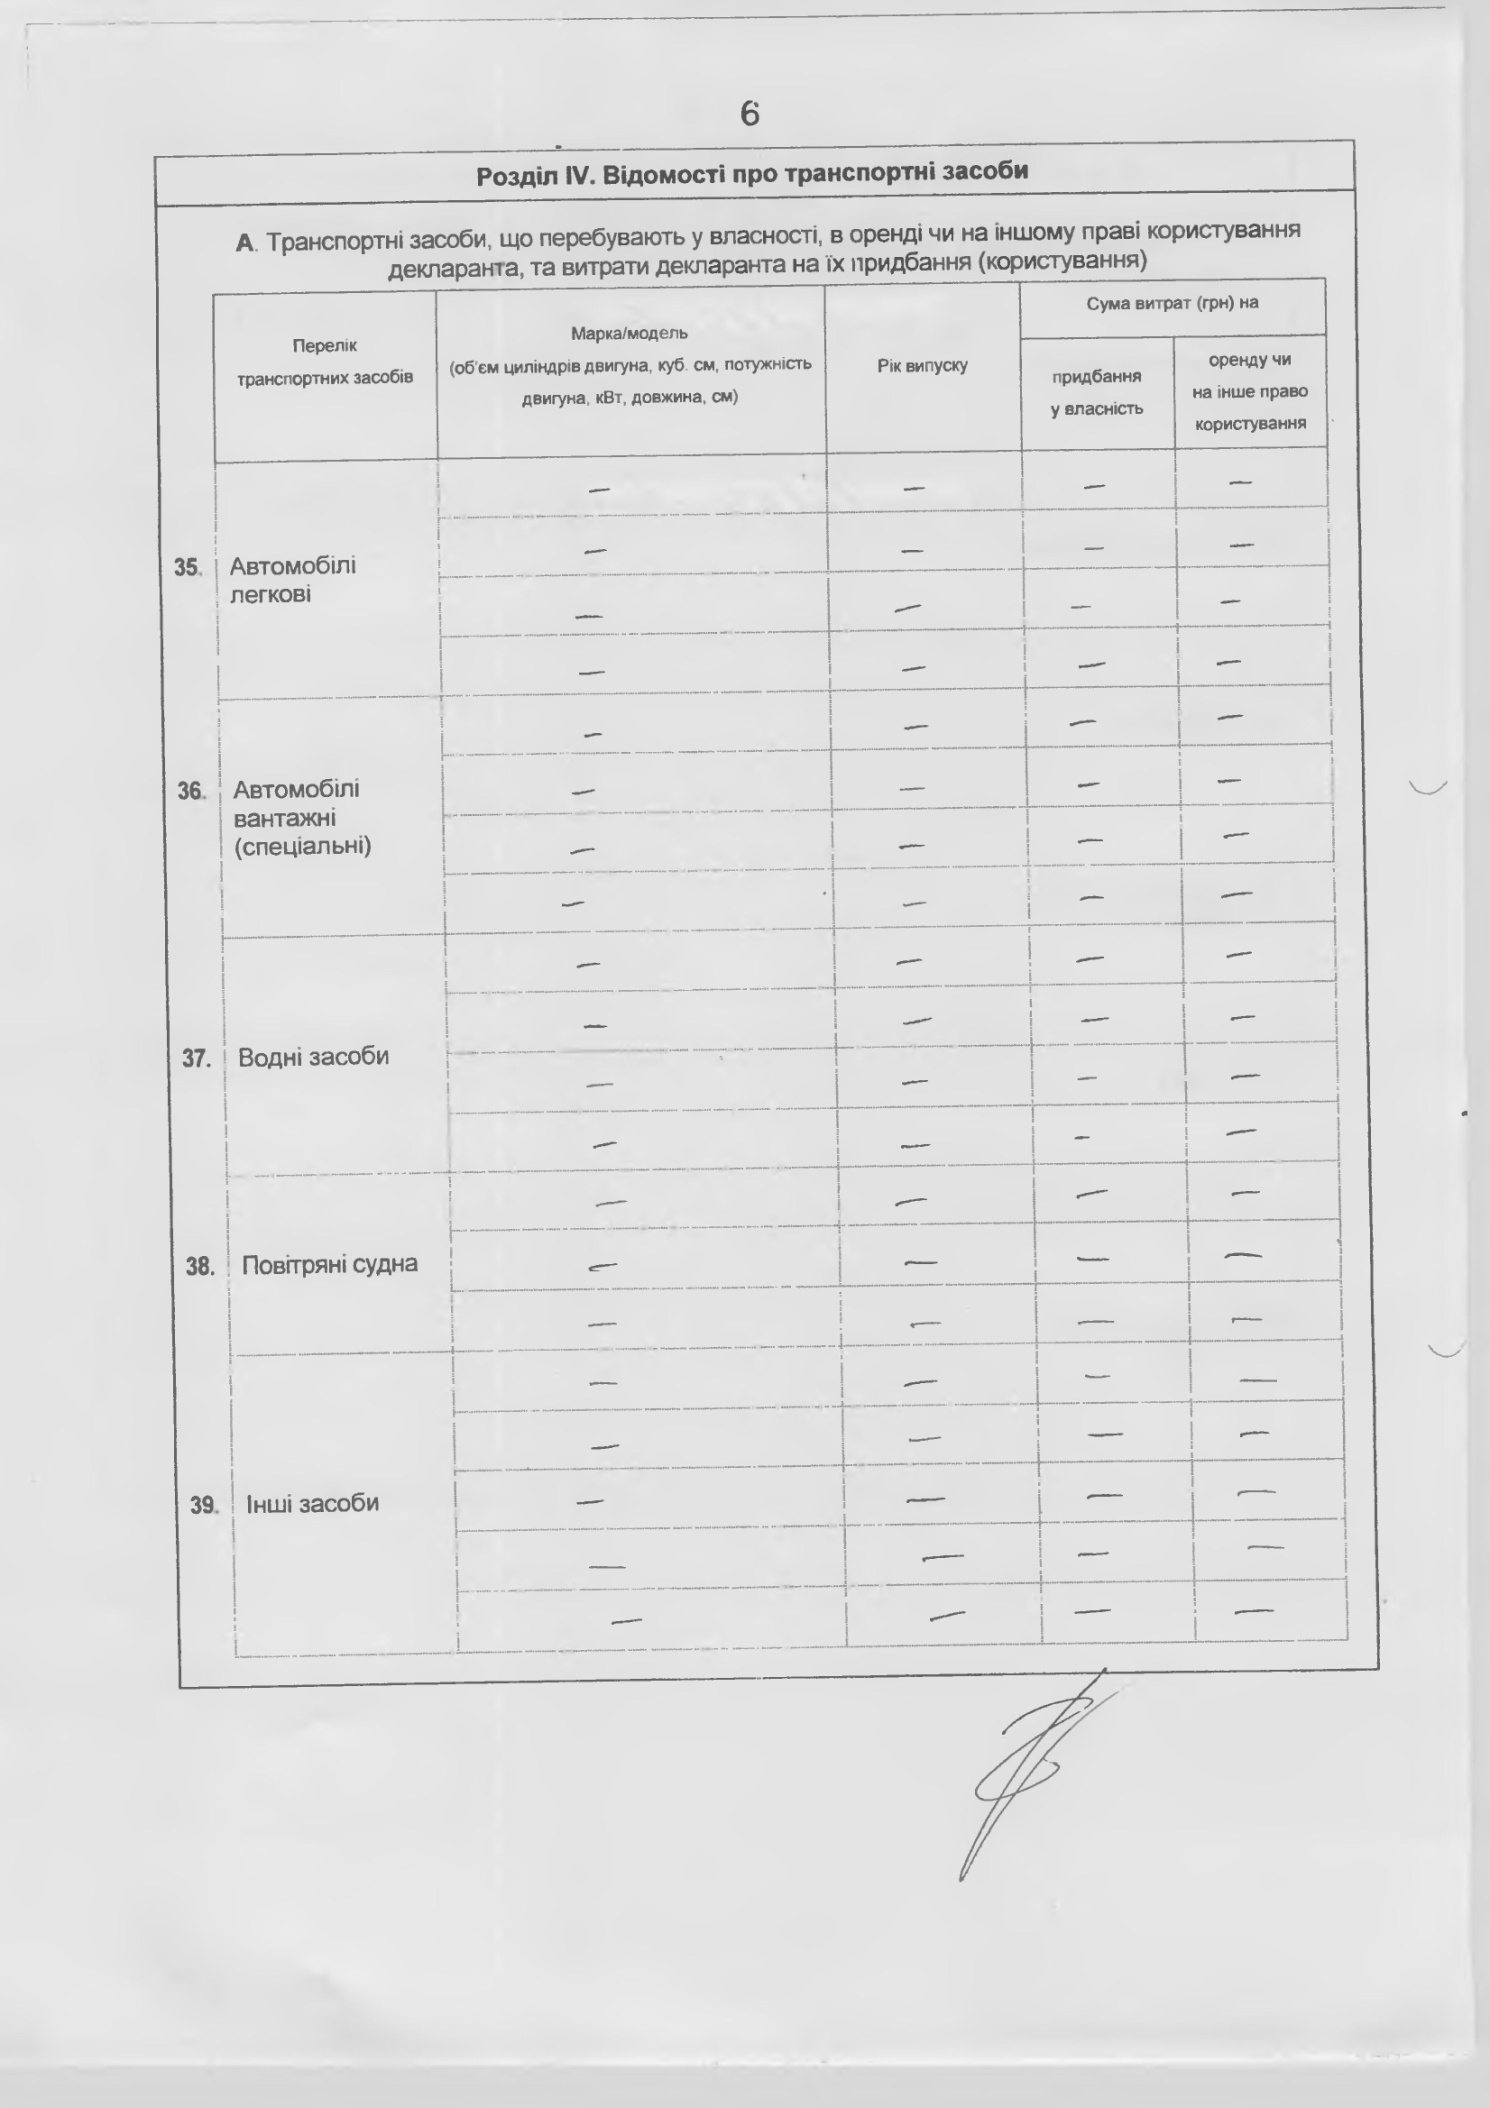 6
Розділ IV. Відомості про транспортні засоби
А. Транспортні засоби, що перебувають у власності, в оренді чи на іншому праві користування
декларанта, та витрати декларанта на їх придбання (користування)
Перелік
транспортних засобів
Марка/модель
(об'єм циліндрів двигуна, куб. см, потужність
двигуна, кВт, довжина, см)
Рік випуску
Сума витрат (грн) на
придбання
у власність
оренду чи
на інше право
користування
— — — —
35. Автомобілі
легкові
— — — —
— — — —
— — — —
— — — —
36. Автомобілі
вантажні
(спеціальні)
— — — —
— — — —
— — — —
— — — —
37. Водні засоби
— — — —
— — — —
— — — —
— — — —
38. Повітряні судна
— — — —
— — — —
— — — —
39. Інші засоби
— — — —
— — — —
— — — —
— — — —